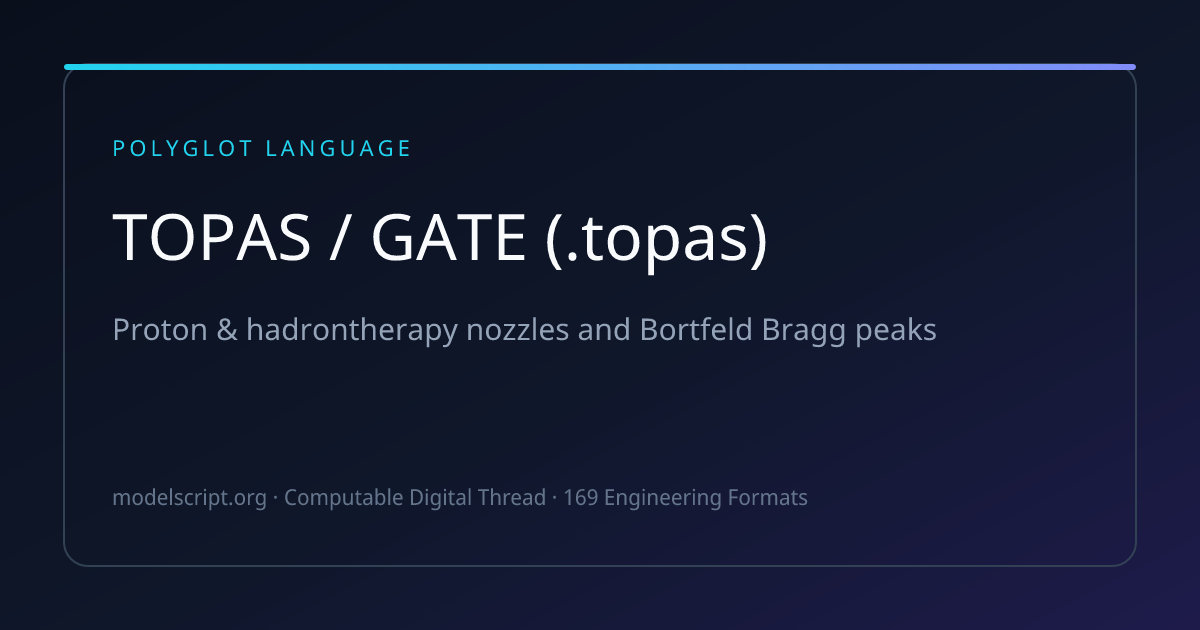 POLYGLOT LANGUAGE
TOPAS / GATE (.topas)
Proton & hadrontherapy nozzles and Bortfeld Bragg peaks
modelscript.org · Computable Digital Thread · 169 Engineering Formats